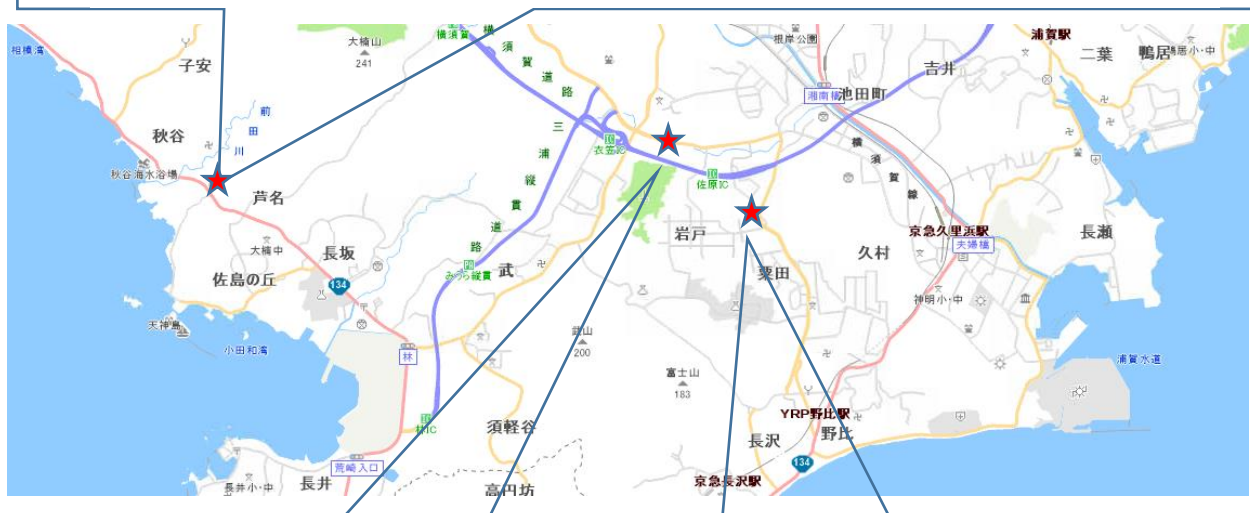 浦賀駅
横須賀
根岸公園
相模湾
大楠山
241
子安
二葉
鴨居
鴨居小・中
吉井
池田町
湘南橋
前田川
秋谷
横須賀道路
三浦縦貫道路
衣笠IC
秋谷海水浴場
芦名
佐原IC
横須賀線
岩戸
京急久里浜駅
夫婦橋
長瀬
大楠中
長坂
久村
佐島の丘
134
みうら縦貫
武
粟田
神明小・中
天神島
小田和湾
武山
200
林
富士山
183
浦賀水道
YRP野比駅
林IC
須軽谷
長沢
野比
荒崎入口
134
京急長沢駅
長井小・中
長井
高円坊